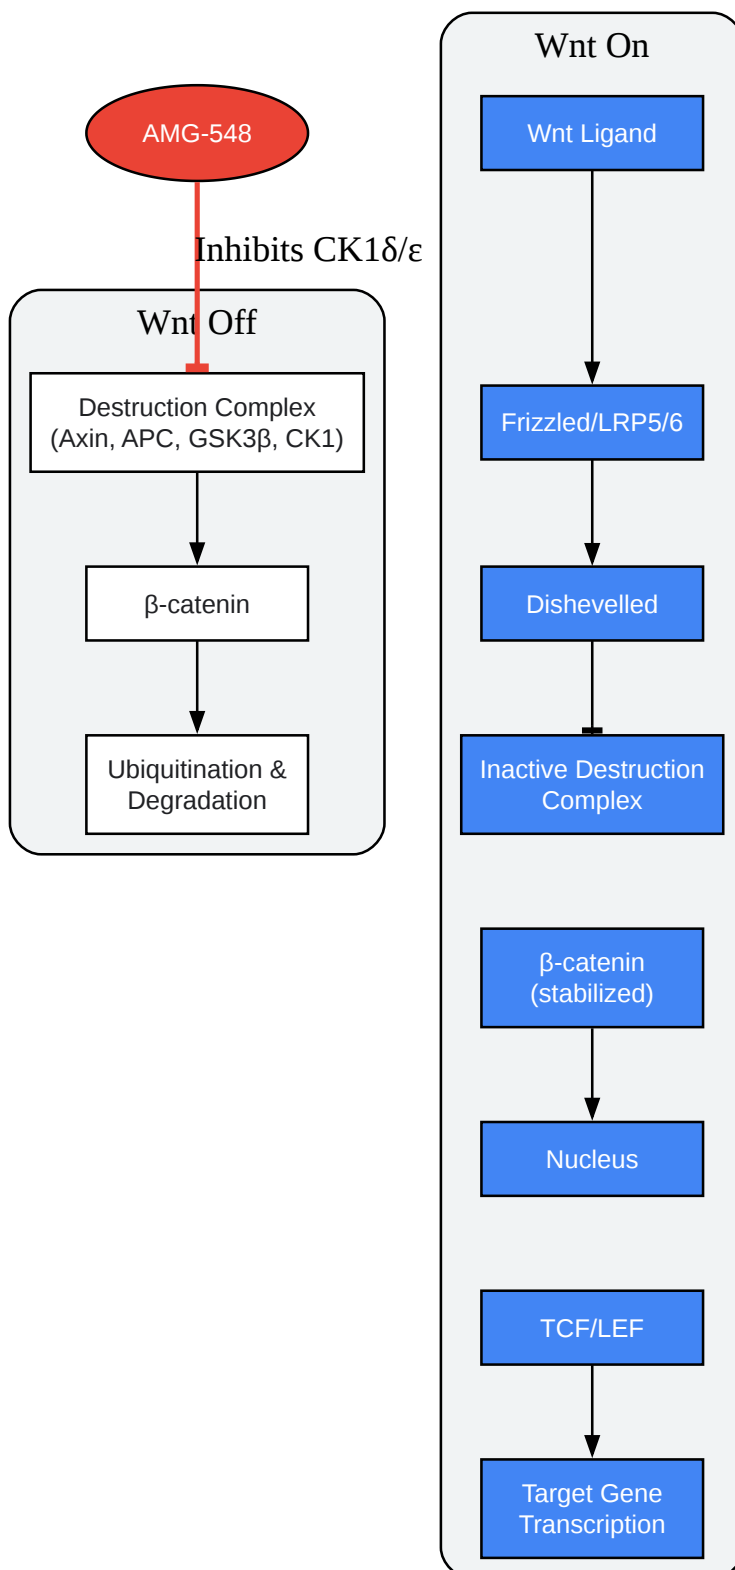 AMG-548
Inhibits CK1δ/ε
Wnt Off
Destruction Complex
(Axin, APC, GSK3β, CK1)
β-catenin
Ubiquitination &
Degradation
Wnt On
Wnt Ligand
Frizzled/LRP5/6
Dishevelled
Inactive Destruction
Complex
β-catenin
(stabilized)
Nucleus
TCF/LEF
Target Gene
Transcription